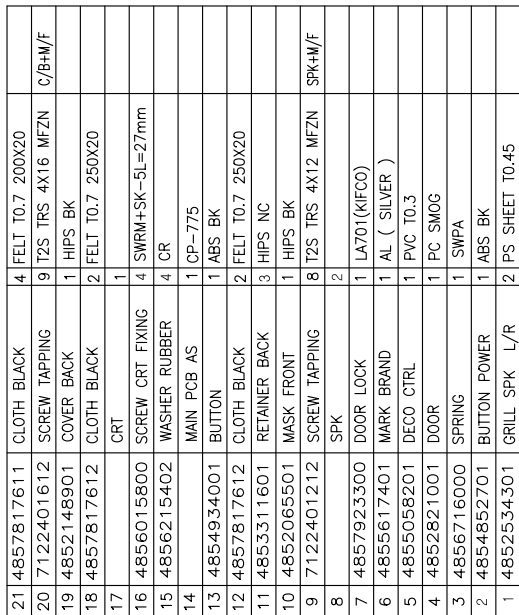 21 4857817611 CLOTH BLACK 4 FELT T0.7 200X20
20 7122401612 SCREW TAPPING 9 T2S TRS 4X16 MFZN C/B+M/F
19 4852148901 COVER BACK 1 HIPS BK
18 4857817612 CLOTH BLACK 2 FELT T0.7 250X20
17 CRT 1
16 4856015800 SCREW CRT FIXING 4 SWRM+SK-5L=27mm
15 4856215402 WASHER RUBBER 4 CR
14 MAIN PCB AS 1 CP-775
13 4854934001 BUTTON 1 ABS BK
12 4857817612 CLOTH BLACK 2 FELT T0.7 250X20
11 4853311601 RETAINER BACK 3 HIPS NC
10 4852065501 MASK FRONT 1 HIPS BK
9 7122401212 SCREW TAPPING 8 T2S TRS 4X12 MFZN SPK+M/F
8 SPK 2
7 4857923300 DOOR LOCK 1 LA701(KIFCO)
6 4855617401 MARK BRAND 1 AL ( SILVER )
5 4855058201 DECO CTRL 1 PVC T0.3
4 4852821001 DOOR 1 PC SMOG
3 4856716000 SPRING 1 SWPA
2 4854852701 BUTTON POWER 1 ABS BK
1 4852534301 GRILL SPK L/R 2 PS SHEET T0.45